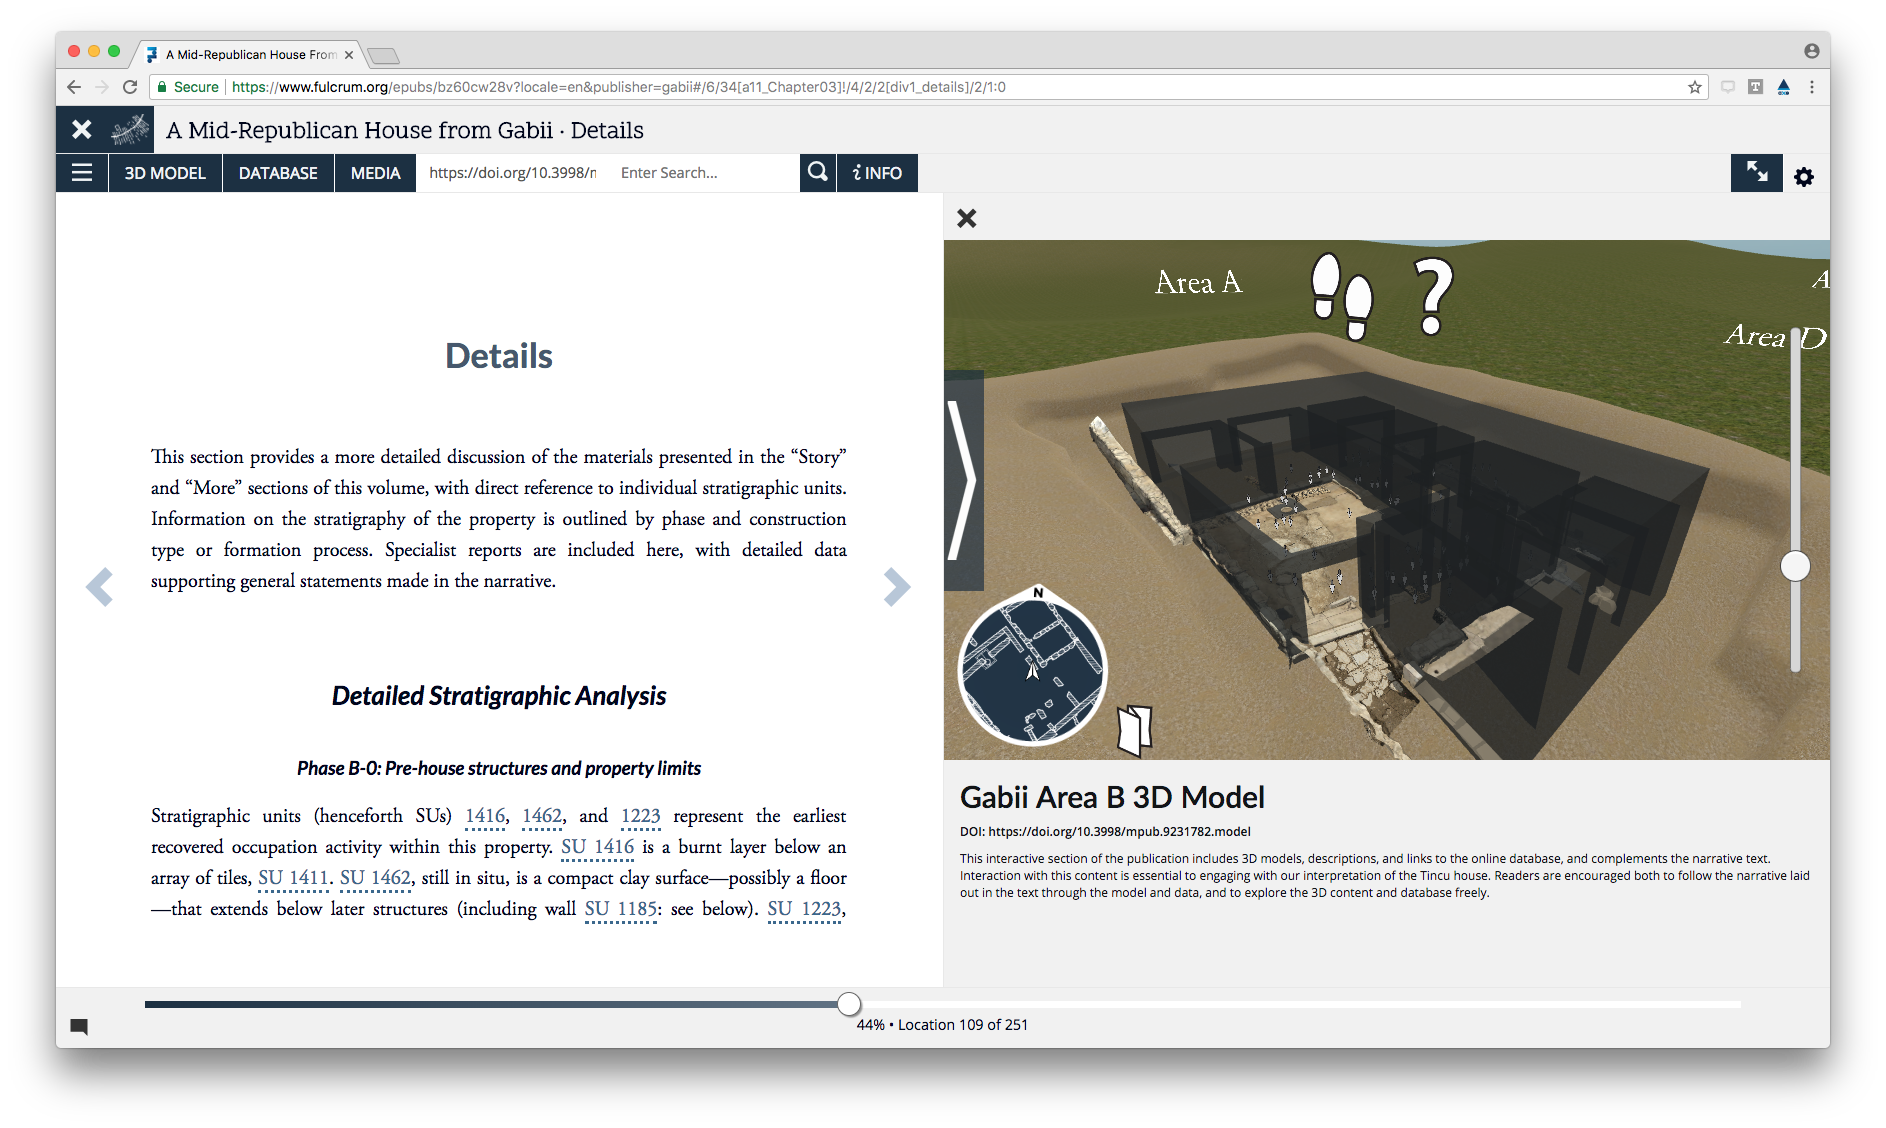 A Mid-Republican House From
Secure https://www.fulcrum.org/epubs/bz60cw28v?locale=en&publisher=gabii#/6/34[a11_Chapter03]!/4/2/2[div1_details]/2/1:0
A Mid-Republican House from Gabii · Details
3D MODEL DATABASE MEDIA https://doi.org/10.3998/n Enter Search... i INFO
Details
This section provides a more detailed discussion of the materials presented in the “Story”
and “More” sections of this volume, with direct reference to individual stratigraphic units.
Information on the stratigraphy of the property is outlined by phase and construction
type or formation process. Specialist reports are included here, with detailed data
supporting general statements made in the narrative.
Detailed Stratigraphic Analysis
Phase B-0: Pre-house structures and property limits
Stratigraphic units (henceforth SUs) 1416, 1462, and 1223 represent the earliest
recovered occupation activity within this property. SU 1416 is a burnt layer below an
array of tiles, SU 1411. SU 1462, still in situ, is a compact clay surface—possibly a floor
—that extends below later structures (including wall SU 1185: see below). SU 1223,
Area A
?
A
Area D
N
Gabii Area B 3D Model
DOI: https://doi.org/10.3998/mpub.9231782.model
This interactive section of the publication includes 3D models, descriptions, and links to the online database, and complements the narrative text.
Interaction with this content is essential to engaging with our interpretation of the Tincu house. Readers are encouraged both to follow the narrative laid
out in the text through the model and data, and to explore the 3D content and database freely.
44% • Location 109 of 251